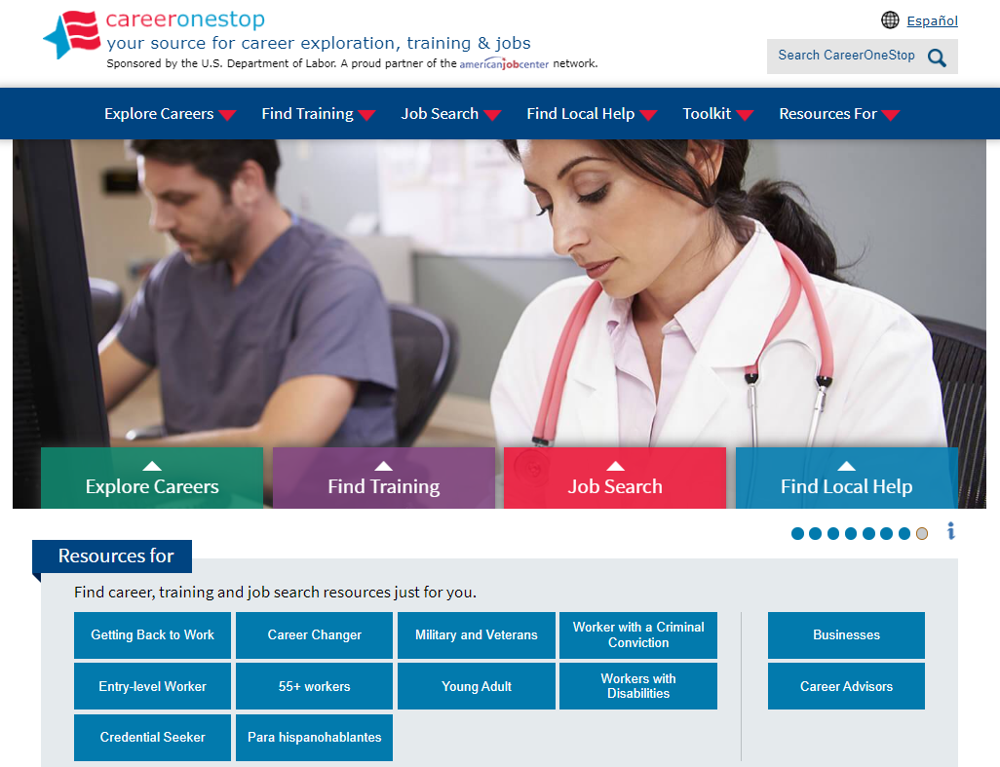 careeronestop
Español
your source for career exploration, training & jobs
Search CareerOneStop
Sponsored by the U.S. Department of Labor. A proud partner of the americanjobcenter network.
Explore Careers
Find Training
Job Search
Find Local Help
Toolkit
Resources For
Explore Careers
Find Training
Job Search
Find Local Help
i
Resources for
Find career, training and job search resources just for you.
Getting Back to Work
Career Changer
Military and Veterans
Worker with a Criminal
Conviction
Businesses
Entry-level Worker
55+ workers
Young Adult
Workers with
Disabilities
Career Advisors
Credential Seeker
Para hispanohablantes